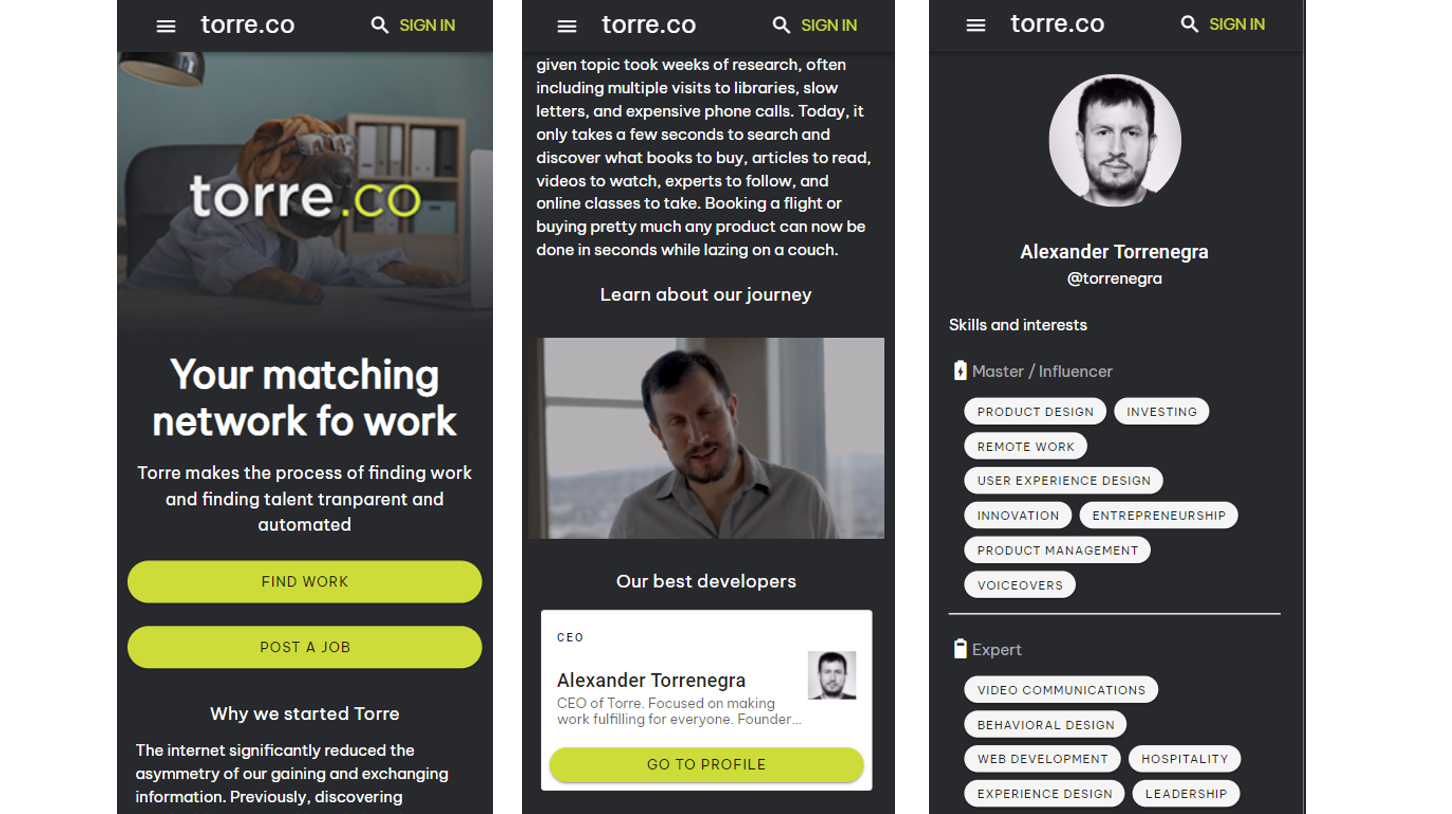 torre.co
SIGN IN
torre.co
Your matching
network fo work
Torre makes the process of finding work
and finding talent tranparent and
automated
FIND WORK
POST A JOB
Why we started Torre
The internet significantly reduced the
asymmetry of our gaining and exchanging
information. Previously, discovering
torre.co
SIGN IN
given topic took weeks of research, often
including multiple visits to libraries, slow
letters, and expensive phone calls. Today, it
only takes a few seconds to search and
discover what books to buy, articles to read,
videos to watch, experts to follow, and
online classes to take. Booking a flight or
buying pretty much any product can now be
done in seconds while lazing on a couch.
Learn about our journey
Our best developers
CEO
Alexander Torrenegra
CEO of Torre. Focused on making
work fulfilling for everyone. Founder...
GO TO PROFILE
torre.co
SIGN IN
Alexander Torrenegra
@torrenegra
Skills and interests
Master / Influencer
PRODUCT DESIGN
INVESTING
REMOTE WORK
USER EXPERIENCE DESIGN
INNOVATION
ENTREPRENEURSHIP
PRODUCT MANAGEMENT
VOICEOVERS
Expert
VIDEO COMMUNICATIONS
BEHAVIORAL DESIGN
WEB DEVELOPMENT
HOSPITALITY
EXPERIENCE DESIGN
LEADERSHIP